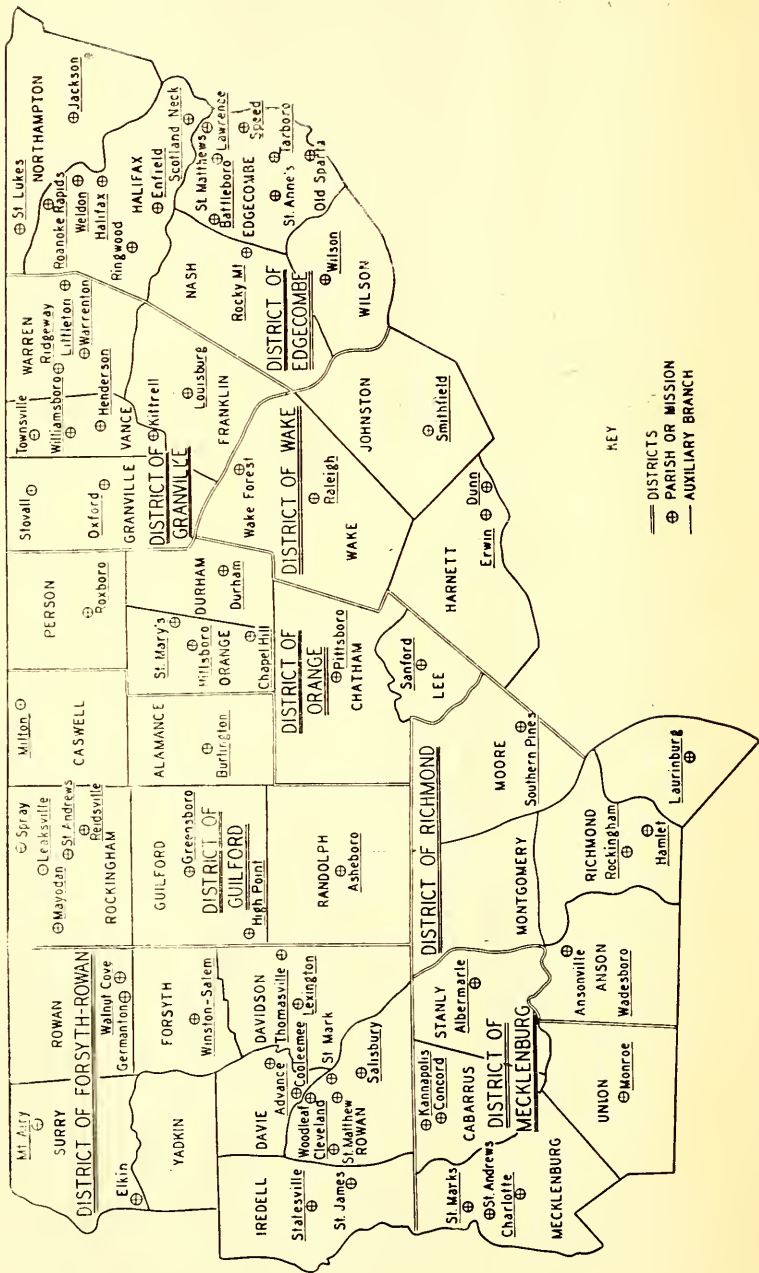 Mt Airy
SURRY
DISTRICT OF FORSYTH-ROWAN
Elkin
YADKIN
ROWAN
Walnut Cove
Germanton
FORSYTH
Winston-Salem
IREDELL
Statesville
St. James
DAVIE
Advance
Cooleemee
Woodleaf
Cleveland
St. Matthew
ROWAN
DAVIDSON
Thomasville
Lexington
St Mark
Salisbury
Spray
Leaksville
Mayodan
St Andrews
Reidsville
ROCKINGHAM
GUILFORD
Greensboro
DISTRICT OF
GUILFORD
High Point
RANDOLPH
Asheboro
Milton
CASWELL
ALAMANCE
Burlington
PERSON
Roxboro
St. Mary's
Hillsboro
ORANGE
Chapel Hill
DURHAM
Durham
DISTRICT OF
ORANGE
Pittsboro
CHATHAM
Sanford
LEE
Stovall
Oxford
GRANVILLE
DISTRICT OF
GRANVILLE
Townsville
Williamsboro
Henderson
VANCE
Kittrell
WARREN
Ridgeway
Littleton
Warrenton
Louisburg
FRANKLIN
Wake Forest
DISTRICT OF WAKE
Raleigh
WAKE
JOHNSTON
Smithfield
HARNETT
Erwin
Dunn
St Lukes
NORTHAMPTON
Jackson
Roanoke Rapids
Weldon
Halifax
Ringwood
HALIFAX
Enfield
Scotland Neck
NASH
Rocky Mt
DISTRICT OF
EDGECOMBE
St Matthews
Battleboro
Lawrence
EDGECOMBE
Speed
St. Anne's
Tarboro
Old Sparta
Wilson
WILSON
St. Marks
St. Andrews
Charlotte
MECKLENBURG
Kannapolis
Concord
CABARRUS
DISTRICT OF
MECKLENBURG
STANLY
Albermarle
UNION
Monroe
Ansonville
ANSON
Wadesboro
DISTRICT OF RICHMOND
MONTGOMERY
MOORE
Southern Pines
RICHMOND
Rockingham
Hamlet
Laurinburg
KEY
DISTRICTS
PARISH OR MISSION
AUXILIARY BRANCH